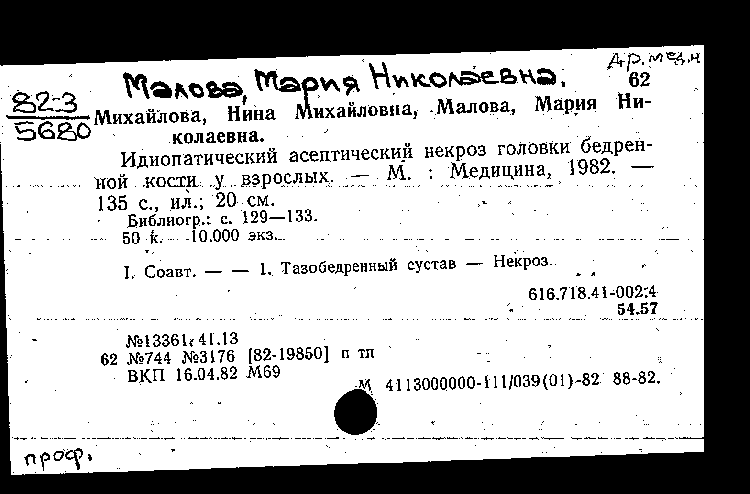 Др. мед. н
Малова, Мария Николаевна.
62
82-3
5680
Михайлова, Нина Михайловна, Малова, Мария Ни-
колаевна.
Идиопатический асептический некроз головки бедрен-
ной кости у взрослых. — М. : Медицина, 1982. —
135 с., ил.; 20 см.
Библиогр.: с. 129—133.
50 к. 10.000 экз.
I. Соавт. — — 1. Тазобедренный сустав — Некроз.
616.718.41-002.4
54.57
№13361 41.13
62 №744 №3176 [82-19850] п тл
ВКП 16.04.82 М69
М 4113000000-111/039(01)-82 88-82.
проф.